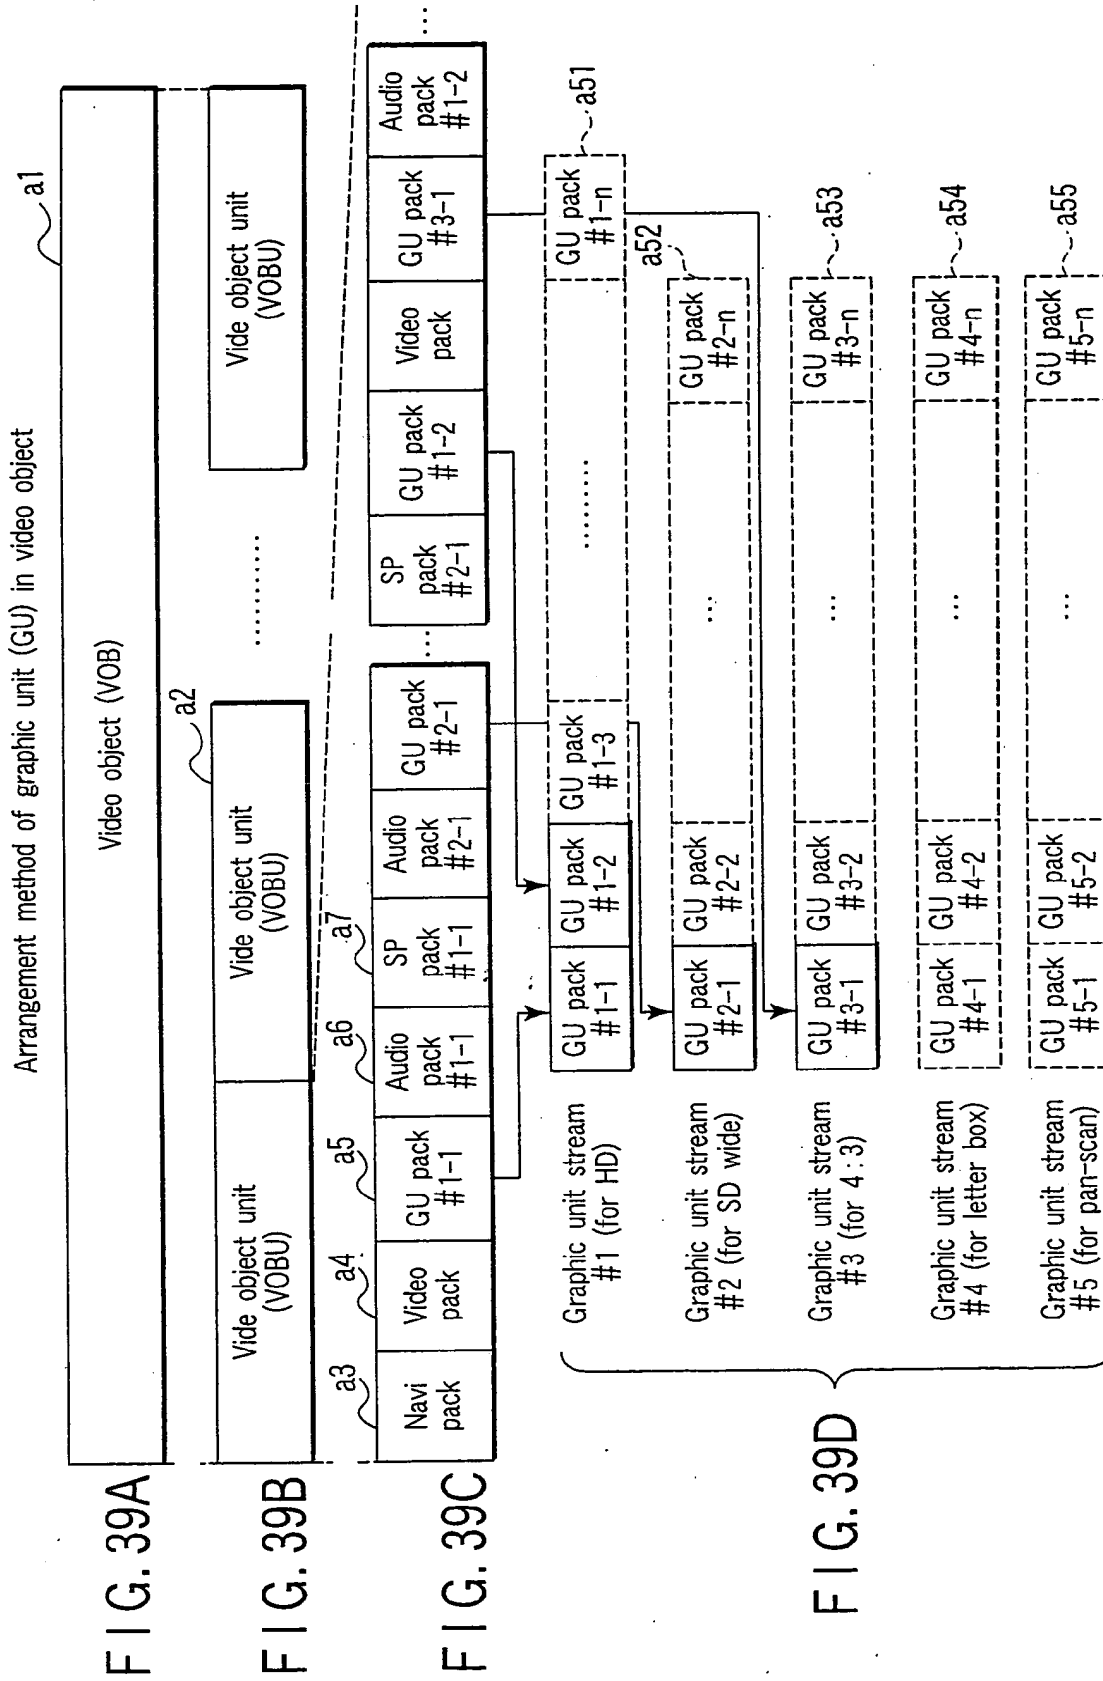 Arrangement method of graphic unit (GU) in video object
FIG. 39A
Video object (VOB)
a1
FIG. 39B
Vide object unit
(VOBU)
Vide object unit
(VOBU)
a2
..........
Vide object unit
(VOBU)
FIG. 39C
a3
Navi
pack
a4
Video
pack
a5
GU pack
#1-1
a6
Audio
pack
#1-1
a7
SP
pack
#1-1
Audio
pack
#2-1
GU pack
#2-1
...
SP
pack
#2-1
GU pack
#1-2
Video
pack
GU pack
#3-1
Audio
pack
#1-2
...
FIG. 39D
Graphic unit stream
#1 (for HD)
GU pack
#1-1
GU pack
#1-2
GU pack
#1-3
.........
GU pack
#1-n
a51
Graphic unit stream
#2 (for SD wide)
GU pack
#2-1
GU pack
#2-2
...
GU pack
#2-n
a52
Graphic unit stream
#3 (for 4:3)
GU pack
#3-1
GU pack
#3-2
...
GU pack
#3-n
a53
Graphic unit stream
#4 (for letter box)
GU pack
#4-1
GU pack
#4-2
...
GU pack
#4-n
a54
Graphic unit stream
#5 (for pan-scan)
GU pack
#5-1
GU pack
#5-2
...
GU pack
#5-n
a55